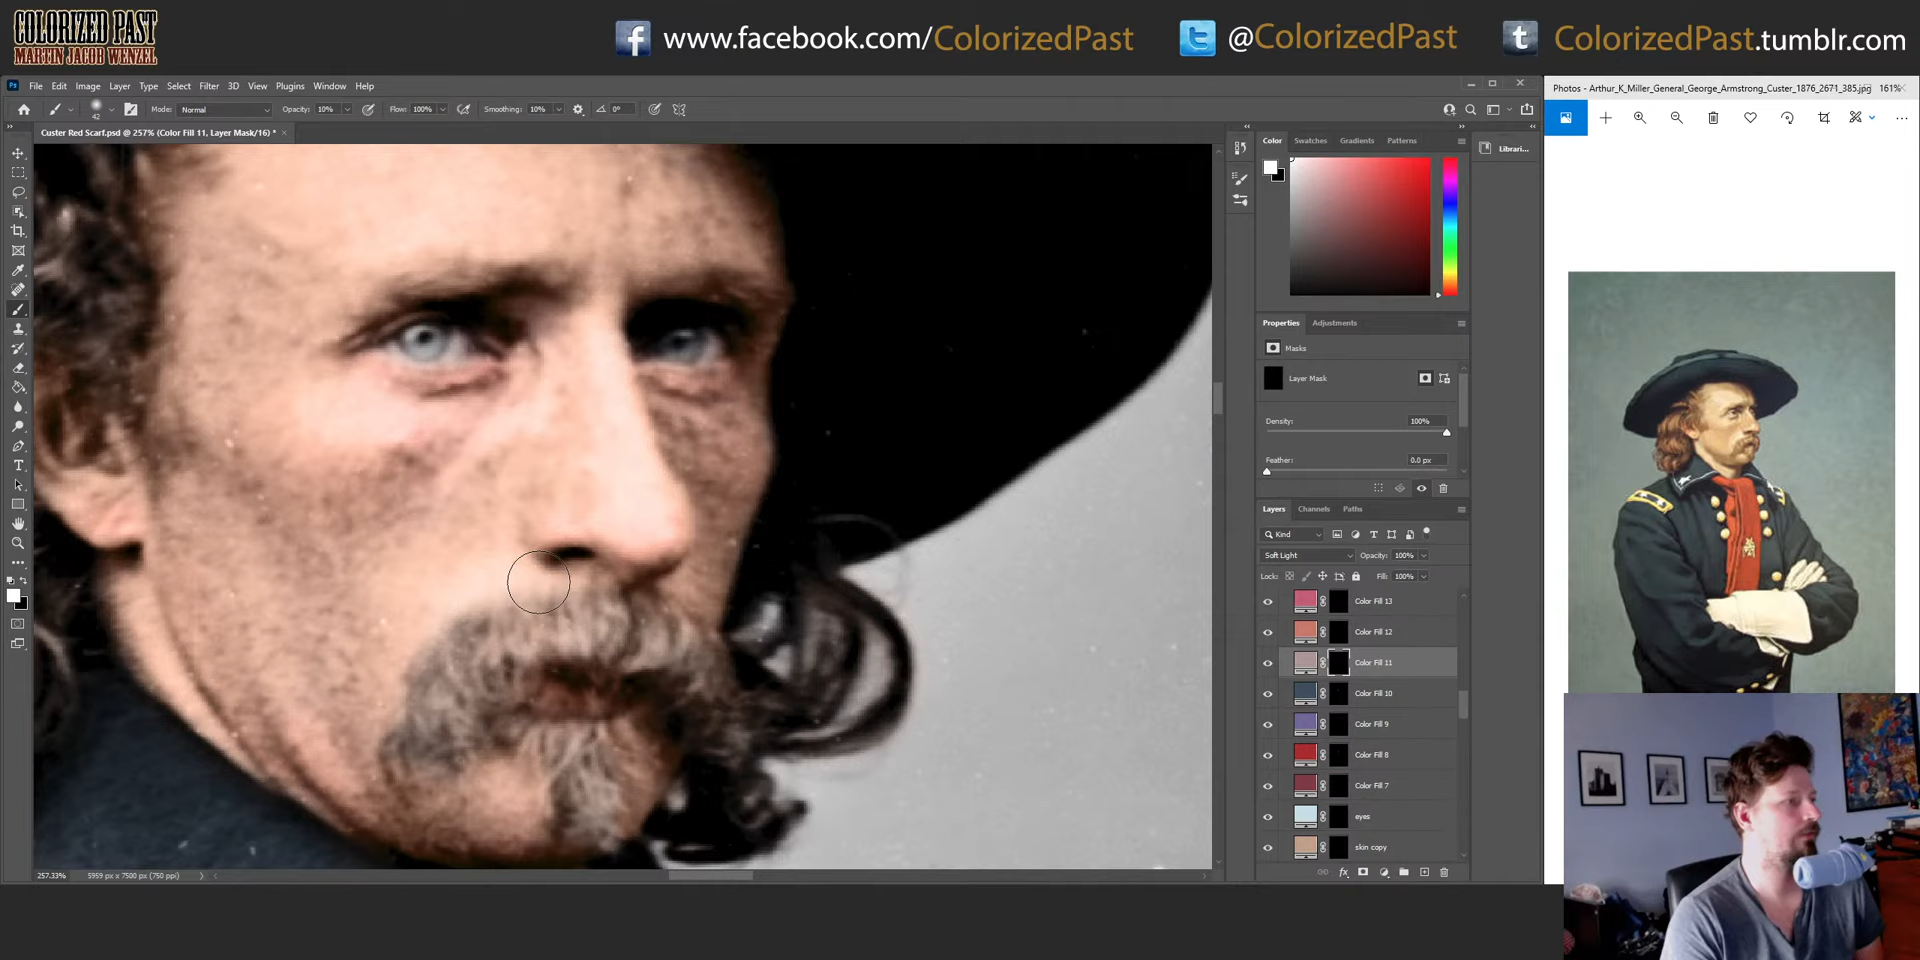 COLORIZED PAST
MARTIN JACOB WENZEL
f www.facebook.com/ColorizedPast
@ColorizedPast
t ColorizedPast.tumblr.com
Ps File Edit Image Layer Type Select Filter 3D View Plugins Window Help
42 Mode: Normal Opacity: 10% Flow: 100% Smoothing: 10% 0°
Custer Red Scarf.psd @ 257% (Color Fill 11, Layer Mask/16) * ×
Photos - Arthur_K_Miller_General_George_Armstrong_Custer_1876_2671_385.jpg 161%
Color Swatches Gradients Patterns
Librari...
Properties Adjustments
Masks
Layer Mask
Density: 100%
Feather: 0.0 px
Layers Channels Paths
Kind
Soft Light Opacity: 100%
Lock: Fill: 100%
Color Fill 13
Color Fill 12
Color Fill 11
Color Fill 10
Color Fill 9
Color Fill 8
Color Fill 7
eyes
skin copy
257.33% 5959 px x 7500 px (750 ppi)
fx